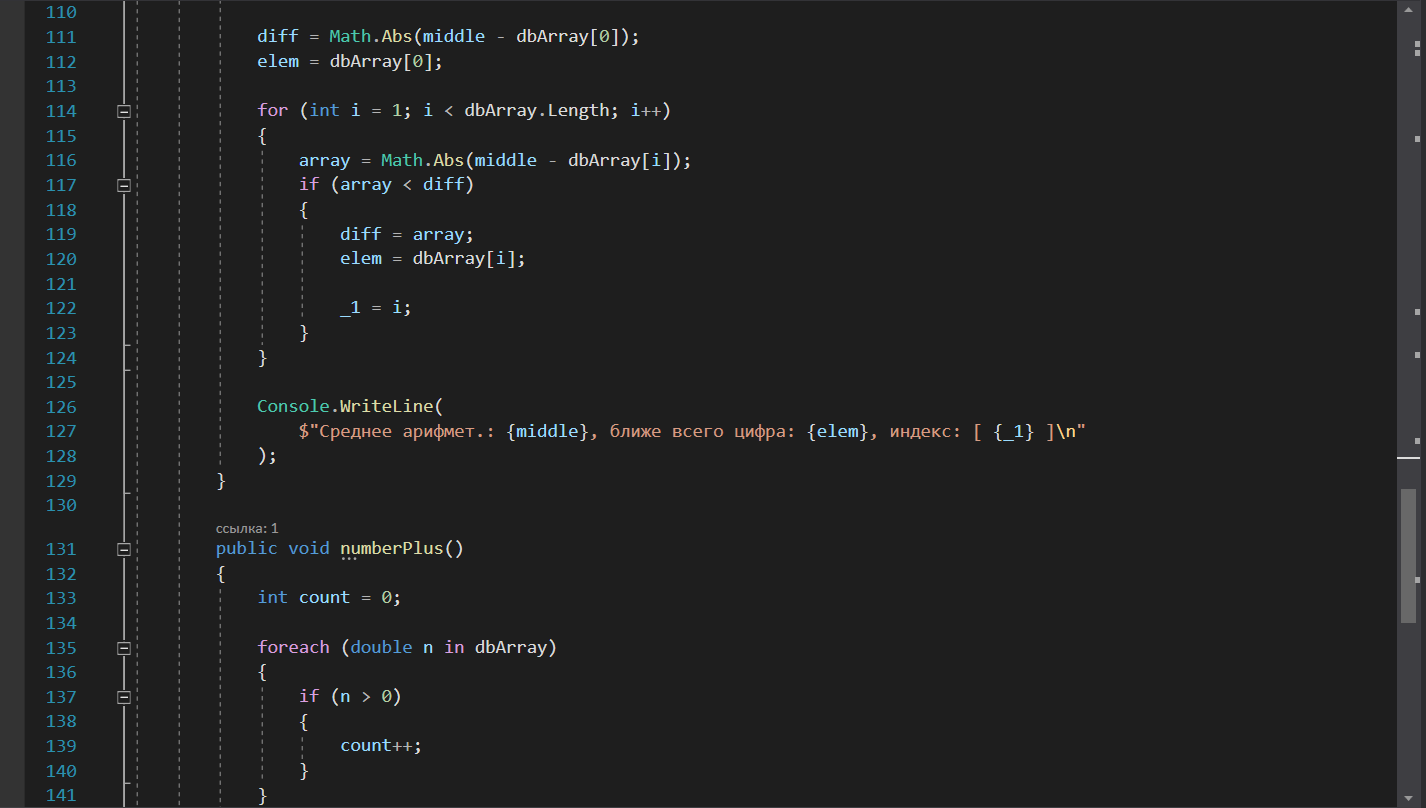 110
111 diff = Math.Abs(middle - dbArray[0]);
112 elem = dbArray[0];
113
114 for (int i = 1; i < dbArray.Length; i++)
115 {
116 array = Math.Abs(middle - dbArray[i]);
117 if (array < diff)
118 {
119 diff = array;
120 elem = dbArray[i];
121
122 _1 = i;
123 }
124 }
125
126 Console.WriteLine(
127 $"Среднее арифмет.: {middle}, ближе всего цифра: {elem}, индекс: [ {_1} ]\n"
128 );
129 }
130
ссылка: 1
131 public void numberPlus()
132 {
133 int count = 0;
134
135 foreach (double n in dbArray)
136 {
137 if (n > 0)
138 {
139 count++;
140 }
141 }